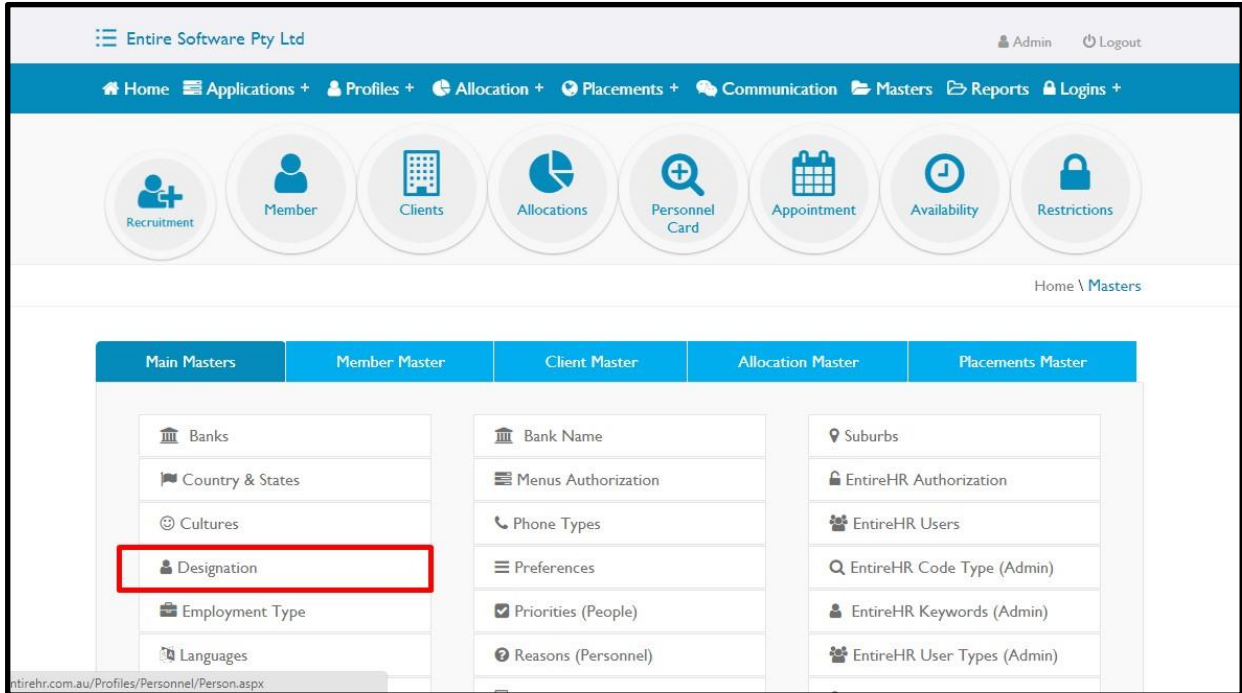 Entire Software Pty Ltd
Admin Logout
Home Applications + Profiles + Allocation + Placements + Communication Masters Reports Logins +
Recruitment
Member
Clients
Allocations
Personnel
Card
Appointment
Availability
Restrictions
Home \ Masters
Main Masters Member Master Client Master Allocation Master Placements Master
Banks Bank Name Suburbs
Country & States Menus Authorization EntireHR Authorization
Cultures Phone Types EntireHR Users
Designation Preferences EntireHR Code Type (Admin)
Employment Type Priorities (People) EntireHR Keywords (Admin)
Languages Reasons (Personnel) EntireHR User Types (Admin)
ntirehr.com.au/Profiles/Personnel/Person.aspx